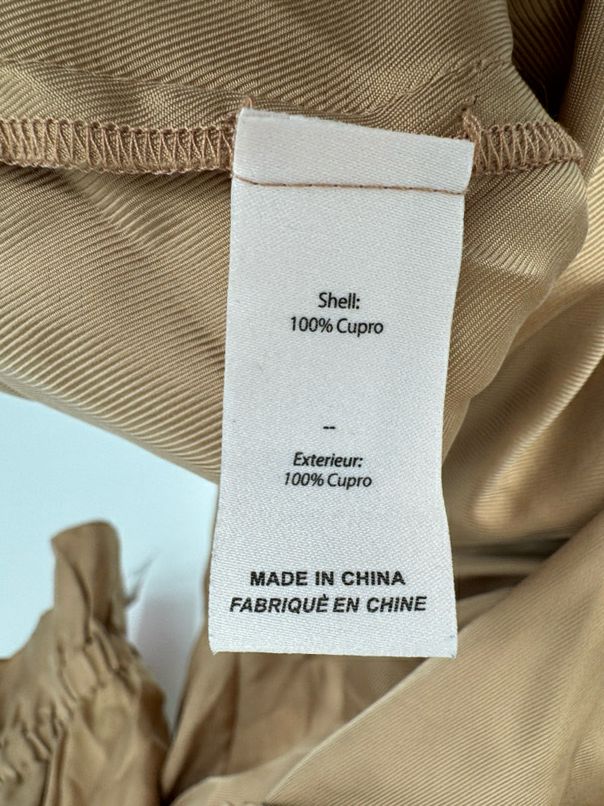 Shell:
100% Cupro
--
Exterieur:
100% Cupro
MADE IN CHINA
FABRIQUÈ EN CHINE